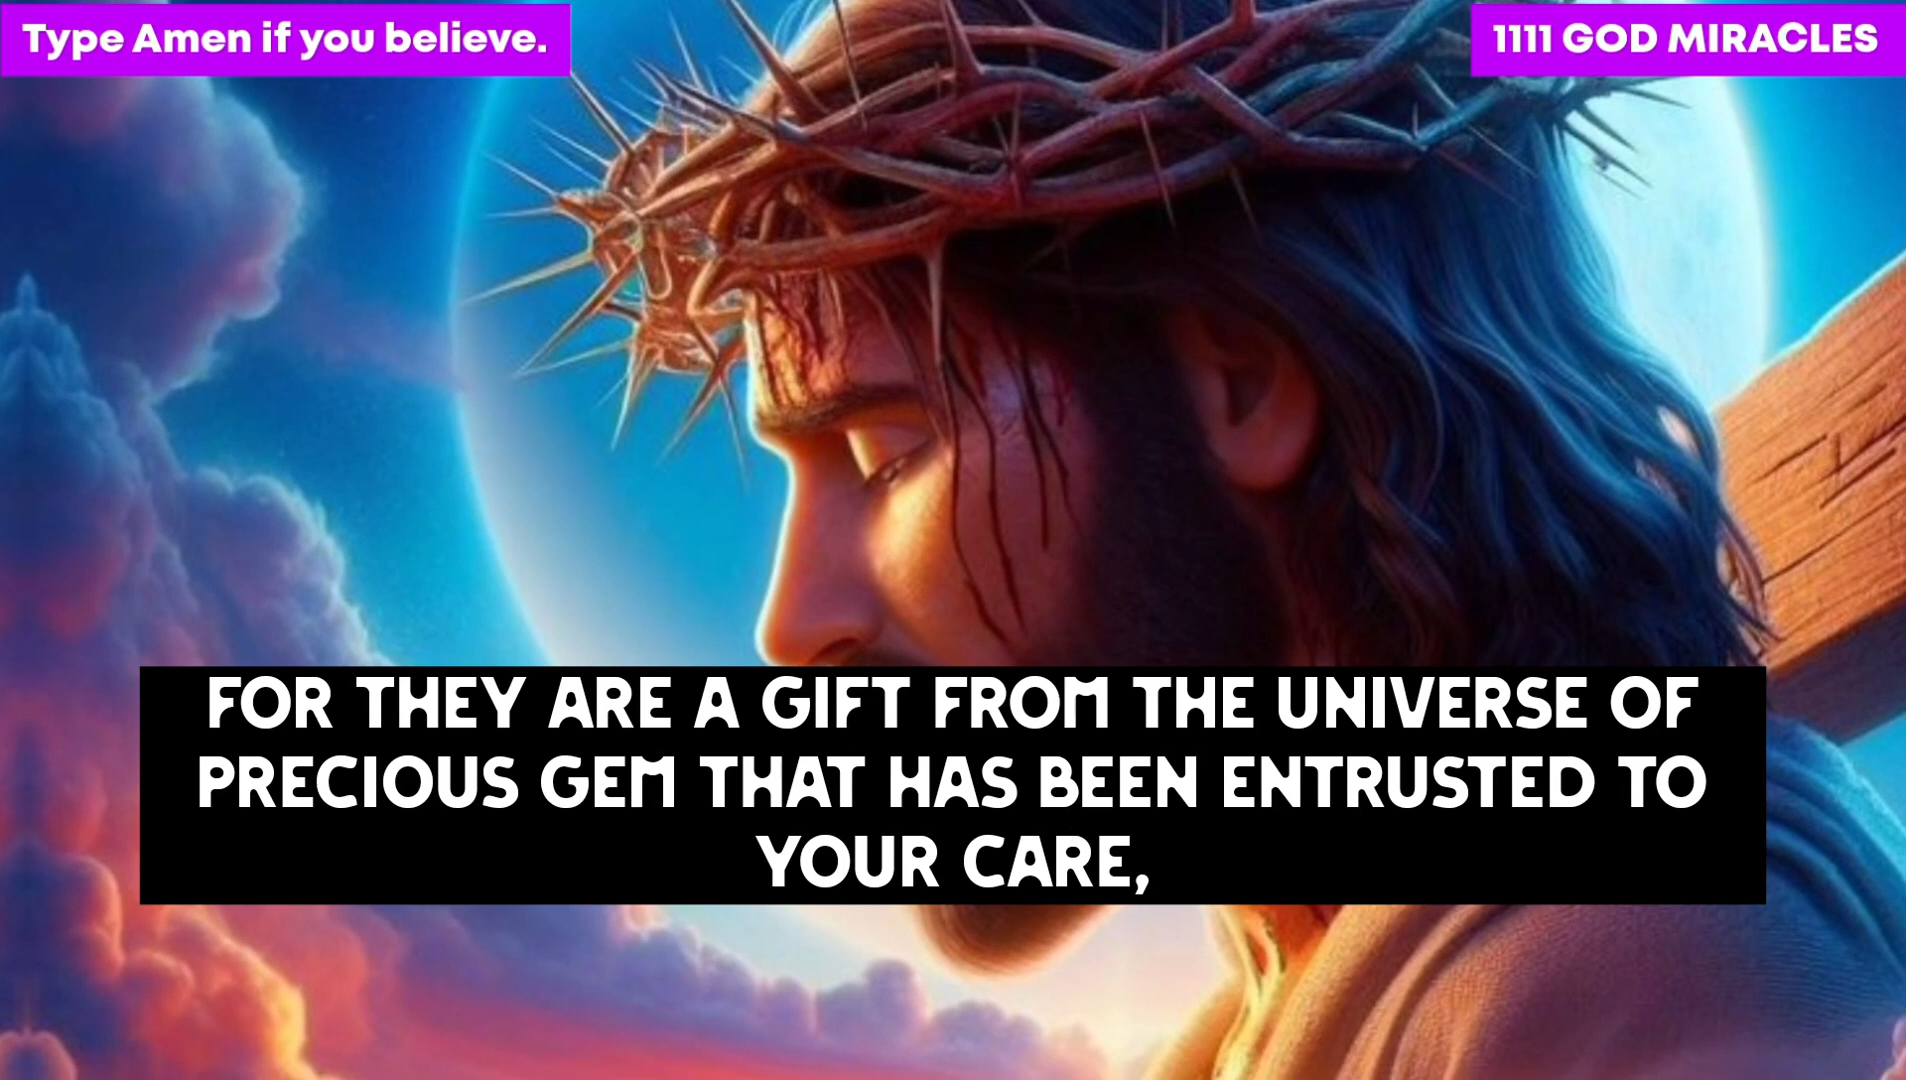 Type Amen if you believe.
1111 GOD MIRACLES
FOR THEY ARE A GIFT FROM THE UNIVERSE OF
PRECIOUS GEM THAT HAS BEEN ENTRUSTED TO
YOUR CARE,